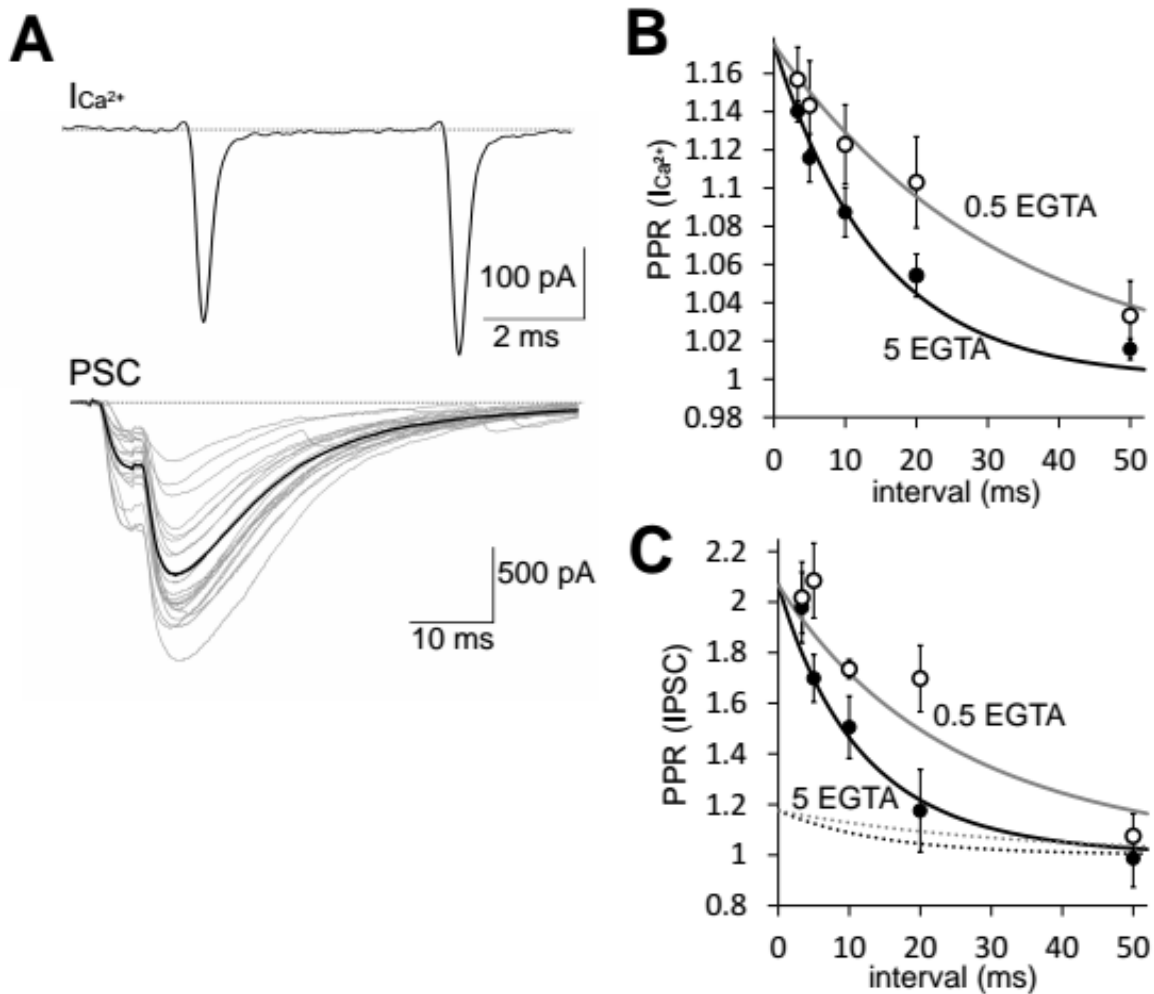 A
ICa²⁺
100 pA
2 ms
PSC
500 pA
10 ms
B
PPR (ICa²⁺)
1.16
1.14
1.12
1.1
1.08
1.06
1.04
1.02
1
0.98
0.5 EGTA
5 EGTA
0 10 20 30 40 50
interval (ms)
C
PPR (IPSC)
2.2
2
1.8
1.6
1.4
1.2
1
0.8
0.5 EGTA
5 EGTA
0 10 20 30 40 50
interval (ms)